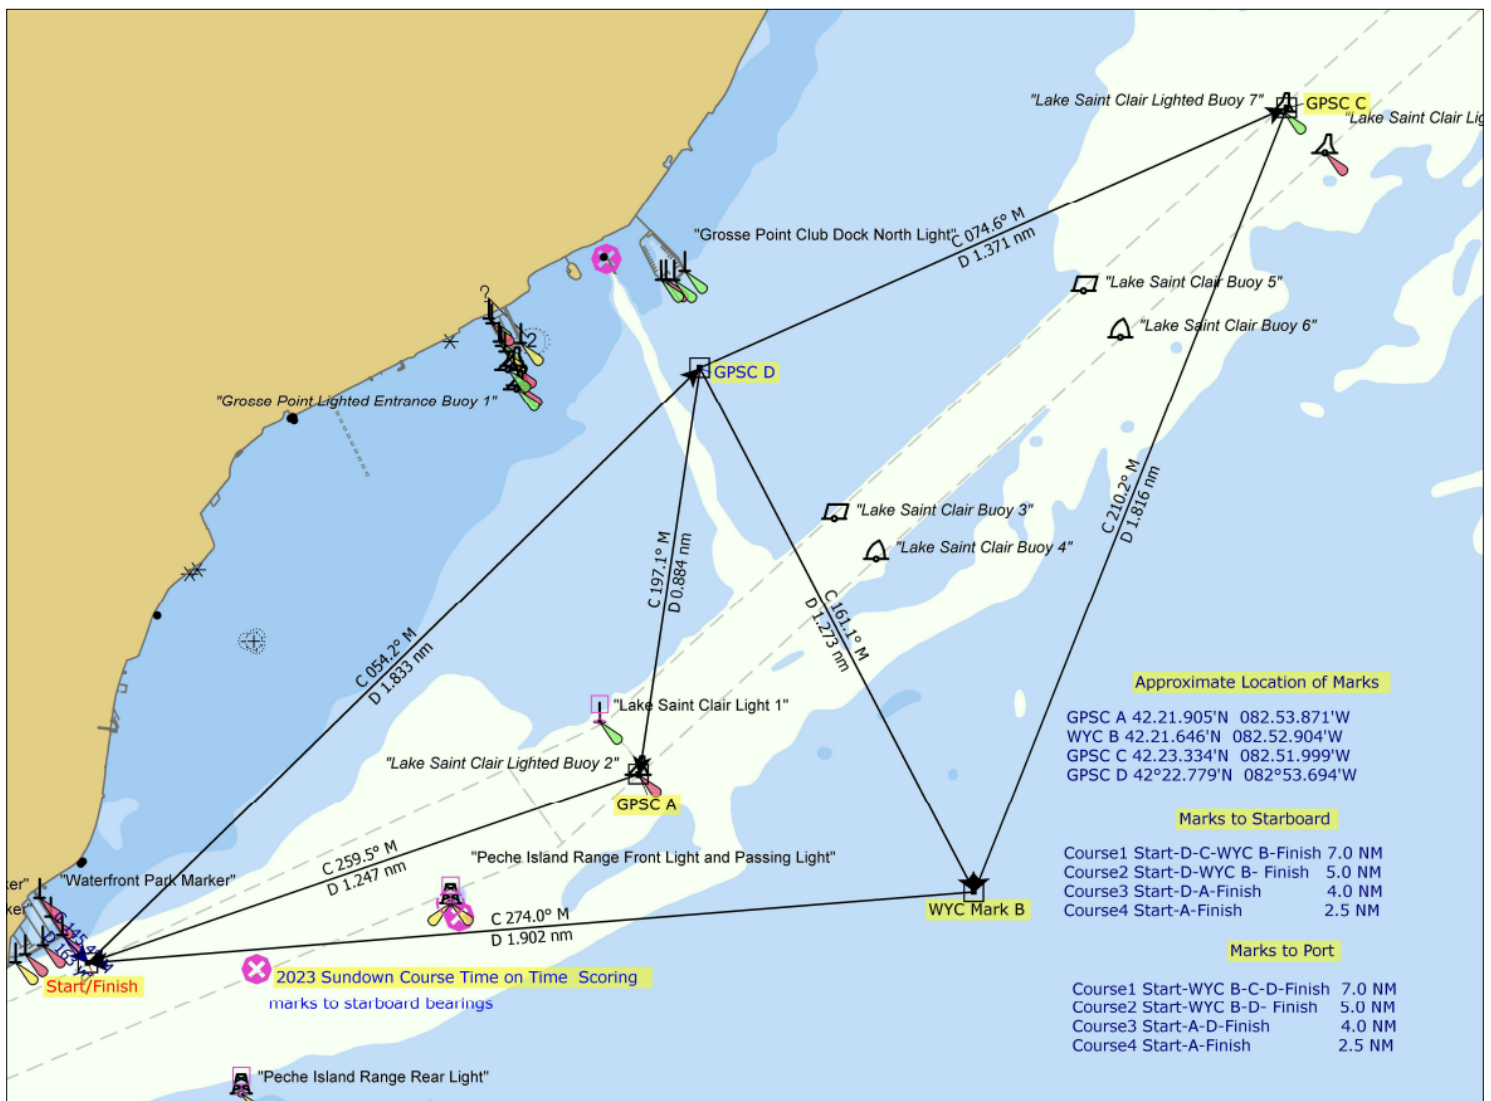 "Lake Saint Clair Lighted Buoy 7"
GPSC C
"Lake Saint Clair Lig
"Grosse Point Club Dock North Light"
C 074.6° M
D 1.371 nm
"Lake Saint Clair Buoy 5"
?
"Lake Saint Clair Buoy 6"
2
GPSC D
"Grosse Point Lighted Entrance Buoy 1"
C 210.2° M
D 1.816 nm
"Lake Saint Clair Buoy 3"
"Lake Saint Clair Buoy 4"
C 197.1° M
D 0.884 nm
C 161.1° M
D 1.273 nm
C 054.2° M
D 1.833 nm
Approximate Location of Marks
"Lake Saint Clair Light 1"
GPSC A 42.21.905'N 082.53.871'W
WYC B 42.21.646'N 082.52.904'W
GPSC C 42.23.334'N 082.51.999'W
GPSC D 42°22.779'N 082°53.694'W
"Lake Saint Clair Lighted Buoy 2"
GPSC A
Marks to Starboard
Course1 Start-D-C-WYC B-Finish 7.0 NM
Course2 Start-D-WYC B- Finish 5.0 NM
Course3 Start-D-A-Finish 4.0 NM
Course4 Start-A-Finish 2.5 NM
"Peche Island Range Front Light and Passing Light"
C 259.5° M
D 1.247 nm
ker"
"Waterfront Park Marker"
ker"
WYC Mark B
C 274.0° M
D 1.902 nm
Marks to Port
Course1 Start-WYC B-C-D-Finish 7.0 NM
Course2 Start-WYC B-D- Finish 5.0 NM
Course3 Start-A-D-Finish 4.0 NM
Course4 Start-A-Finish 2.5 NM
Start/Finish
2023 Sundown Course Time on Time Scoring
marks to starboard bearings
"Peche Island Range Rear Light"